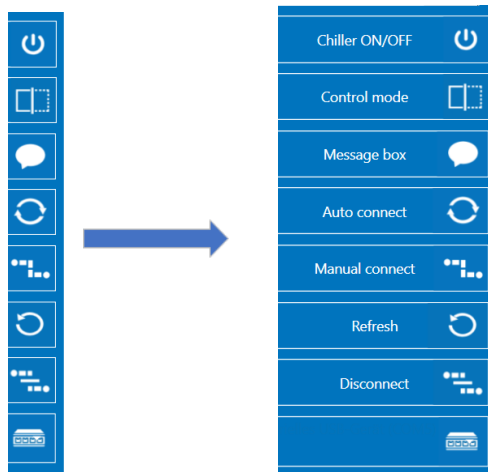 Chiller ON/OFF
Control mode
Message box
Auto connect
Manual connect
Refresh
Disconnect